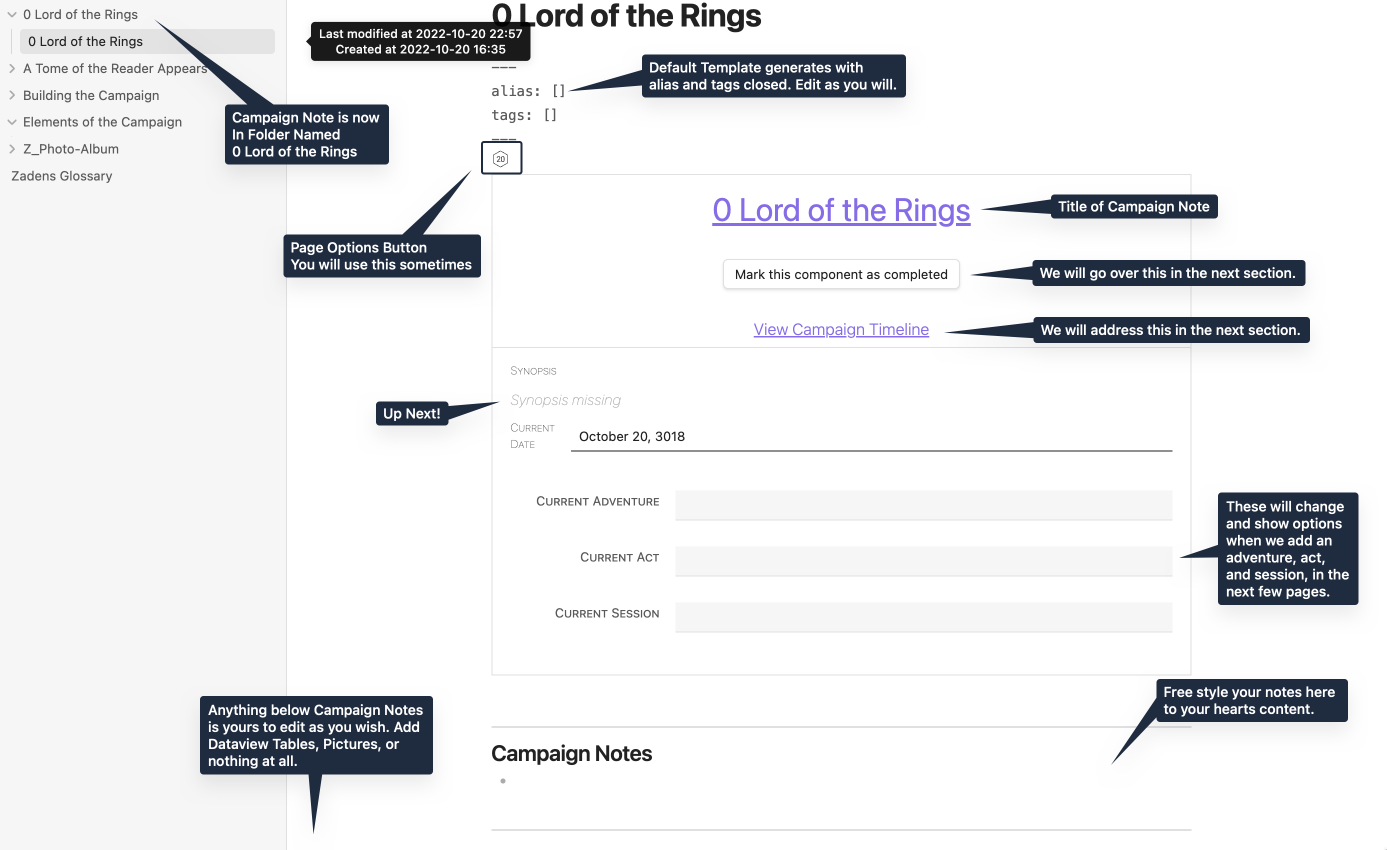 0 Lord of the Rings
0 Lord of the Rings
A Tome of the Reader Appears
Building the Campaign
Elements of the Campaign
Z_Photo-Album
Zadens Glossary
Campaign Note is now
In Folder Named
0 Lord of the Rings
0 Lord of the Rings
Last modified at 2022-10-20 22:57
Created at 2022-10-20 16:35
---
alias: []
tags: []
---
Default Template generates with
alias and tags closed. Edit as you will.
20
Page Options Button
You will use this sometimes
0 Lord of the Rings
Title of Campaign Note
Mark this component as completed
We will go over this in the next section.
View Campaign Timeline
We will address this in the next section.
Synopsis
Synopsis missing
Up Next!
Current
Date
October 20, 3018
Current Adventure
Current Act
Current Session
These will change
and show options
when we add an
adventure, act,
and session, in the
next few pages.
Anything below Campaign Notes
is yours to edit as you wish. Add
Dataview Tables, Pictures, or
nothing at all.
Free style your notes here
to your hearts content.
Campaign Notes